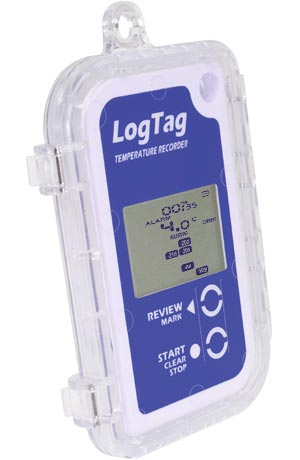 LogTag
TEMPERATURE RECORDER
ALARM
4.0°C
REVIEW
MARK
START
CLEAR
STOP